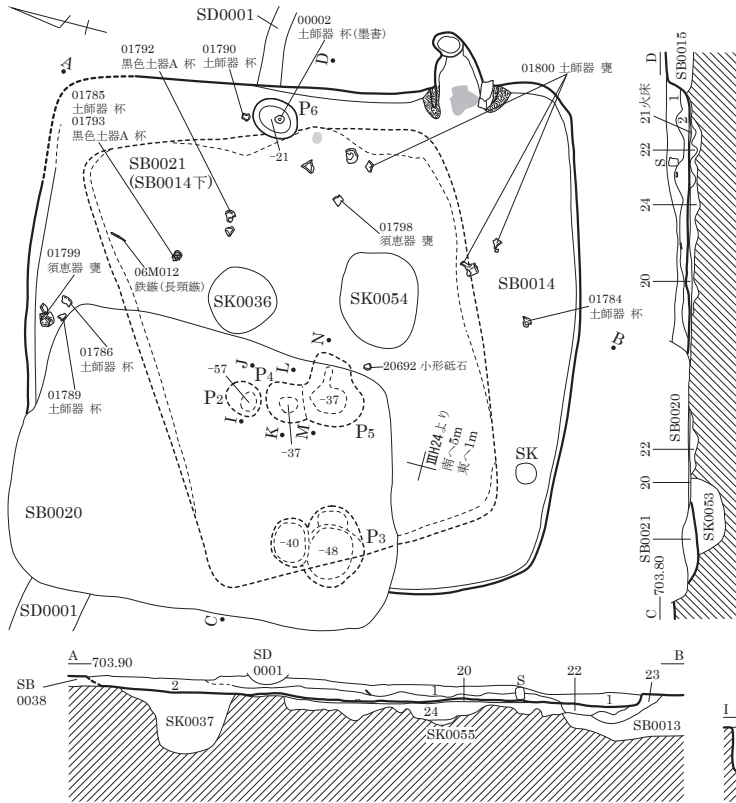 SD0001
00002
土師器 杯(墨書)
01792
黒色土器A 杯
01790
土師器 杯
01800 土師器 甕
A
D
01785
土師器 杯
01793
黒色土器A 杯
P6
-21
SB0021
(SB0014下)
01798
須恵器 甕
01799
須恵器 甕
06M012
鉄鏃(長頸鏃)
SK0036
SK0054
SB0014
01784
土師器 杯
B
01786
土師器 杯
01789
土師器 杯
N
20692 小形砥石
J
L
-57
P4
P2
-37
I
K
M
P5
-37
ⅢH24より
南へ5m
東へ1m
SK
SB0020
-40
-48
P3
SD0001
C
D
SB0015
1
2
21火床
22
S
24
20
SB0020
22
20
SK0053
SB0021
703.80
C
A
703.90
SD
0001
20
S
22
23
B
SB
0038
2
1
1
24
SK0037
SK0055
SB0013
I